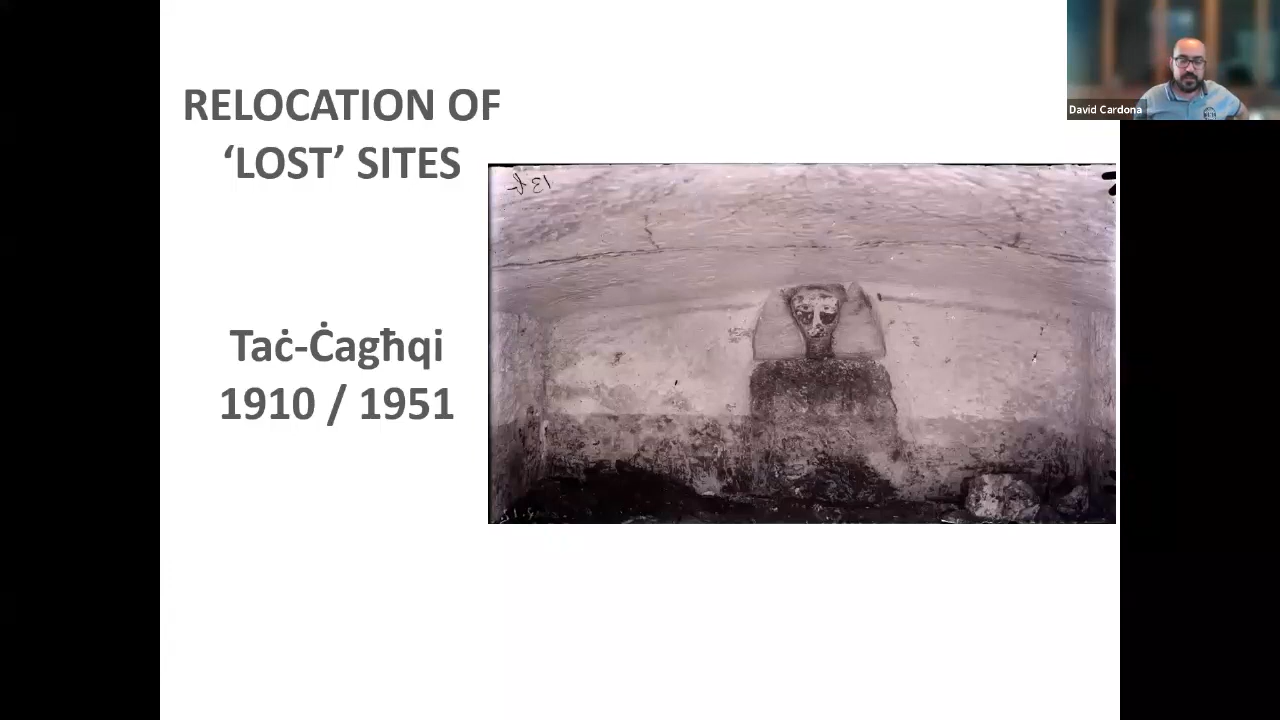 RELOCATION OF
‘LOST’ SITES
Taċ-Ċagħqi
1910 / 1951
David Cardona